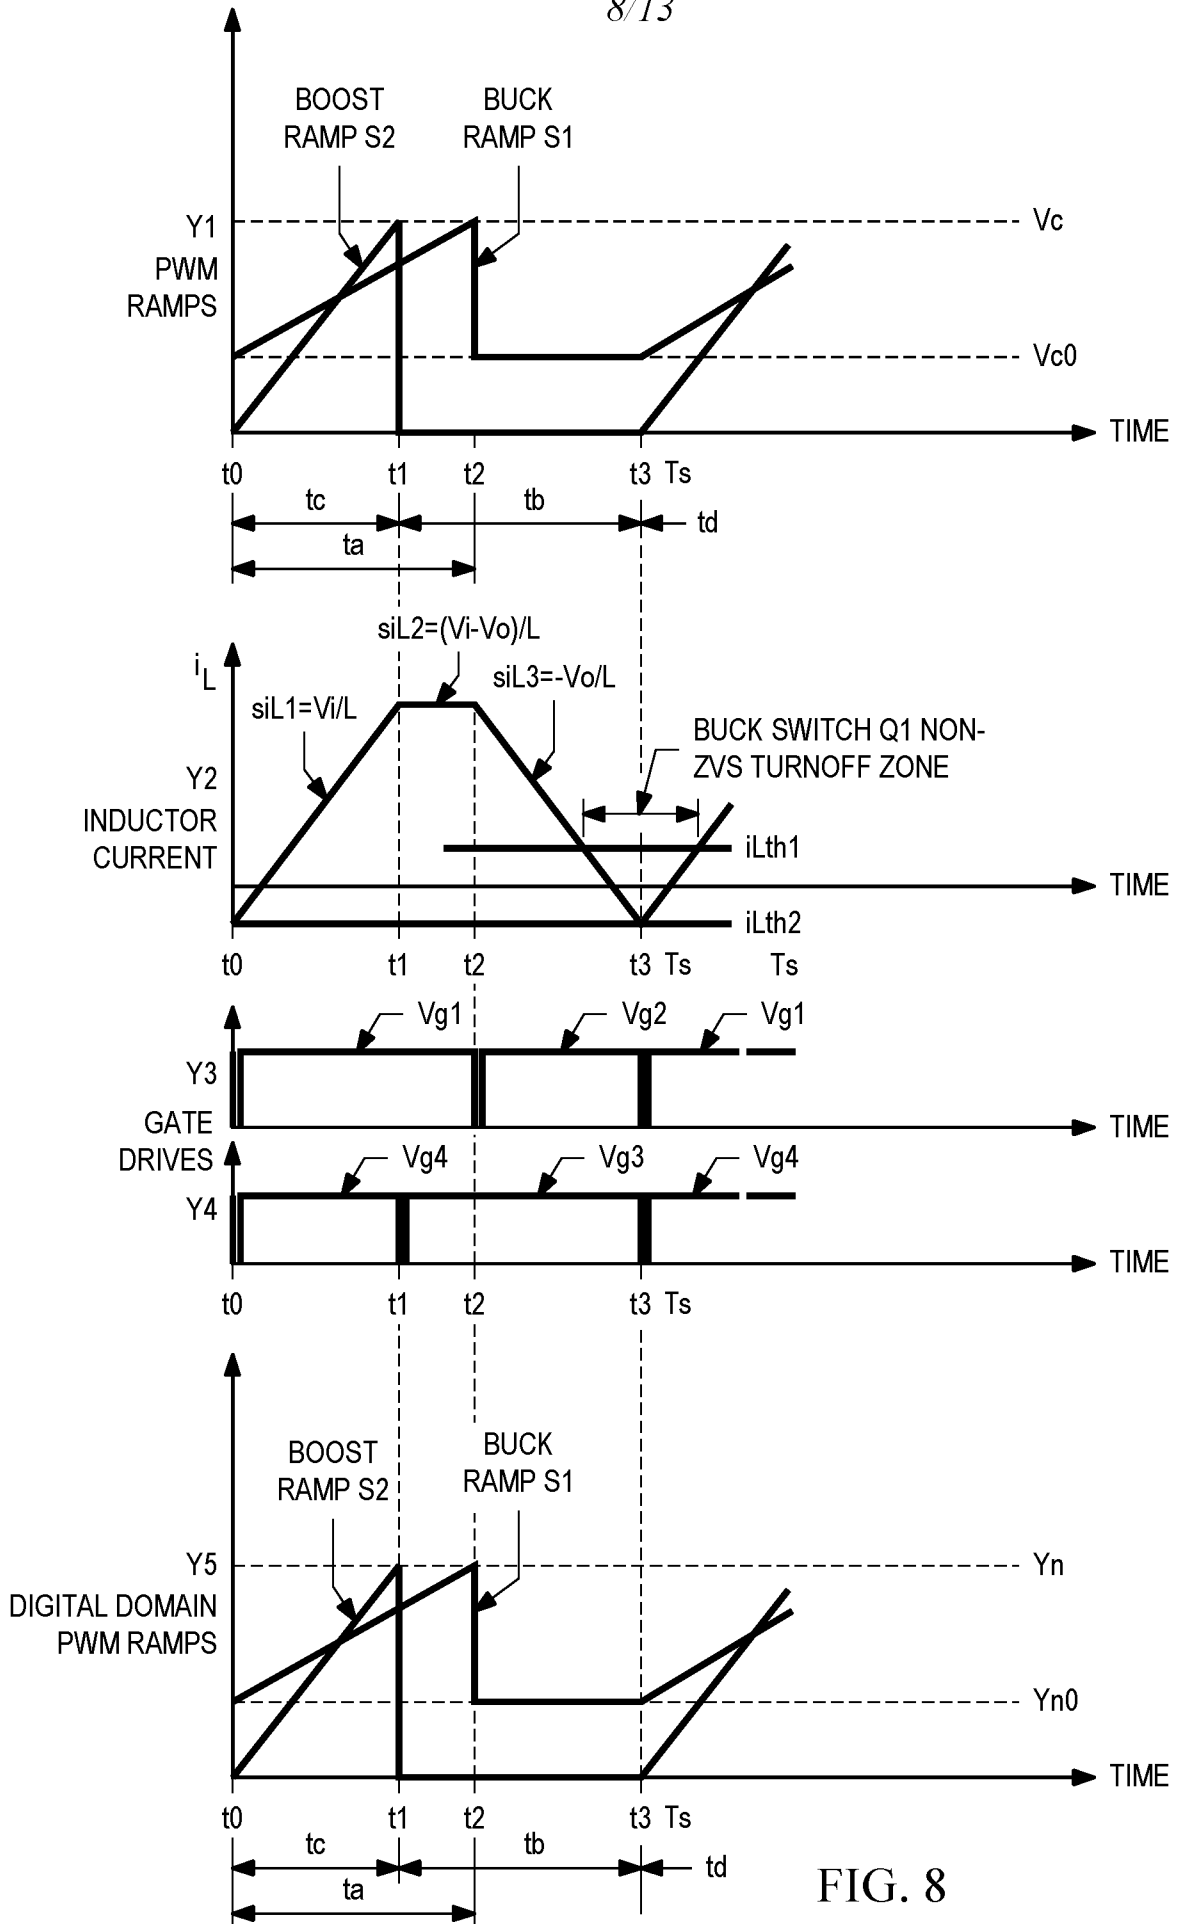 8/13
BOOST
RAMP S2
BUCK
RAMP S1
Y1
PWM
RAMPS
Vc
Vc0
TIME
t0 t1 t2 t3 Ts
tc tb td
ta
siL2=(Vi-Vo)/L
iL
siL1=Vi/L
siL3=-Vo/L
BUCK SWITCH Q1 NON-
ZVS TURNOFF ZONE
Y2
INDUCTOR
CURRENT
iLth1
TIME
iLth2
t0 t1 t2 t3 Ts Ts
Vg1 Vg2 Vg1
Y3
GATE
DRIVES
TIME
Vg4 Vg3 Vg4
Y4
TIME
t0 t1 t2 t3 Ts
BOOST
RAMP S2
BUCK
RAMP S1
Y5
DIGITAL DOMAIN
PWM RAMPS
Yn
Yn0
TIME
t0 t1 t2 t3 Ts
tc tb td
ta
FIG. 8